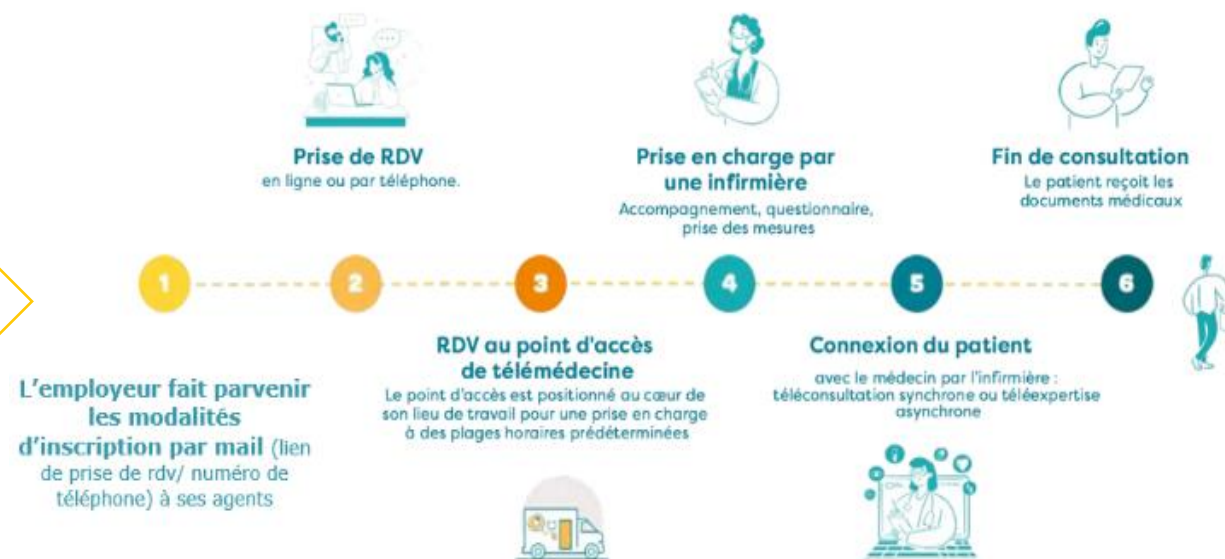 1
L'employeur fait parvenir
les modalités
d'inscription par mail (lien
de prise de rdv/ numéro de
téléphone) à ses agents
2
Prise de RDV
en ligne ou par téléphone.
3
RDV au point d'accès
de télémédecine
Le point d'accès est positionné au cœur de
son lieu de travail pour une prise en charge
à des plages horaires prédéterminées
4
Prise en charge par
une infirmière
Accompagnement, questionnaire,
prise des mesures
5
Connexion du patient
avec le médecin par l'infirmière :
téléconsultation synchrone ou téléexpertise
asynchrone
6
Fin de consultation
Le patient reçoit les
documents médicaux